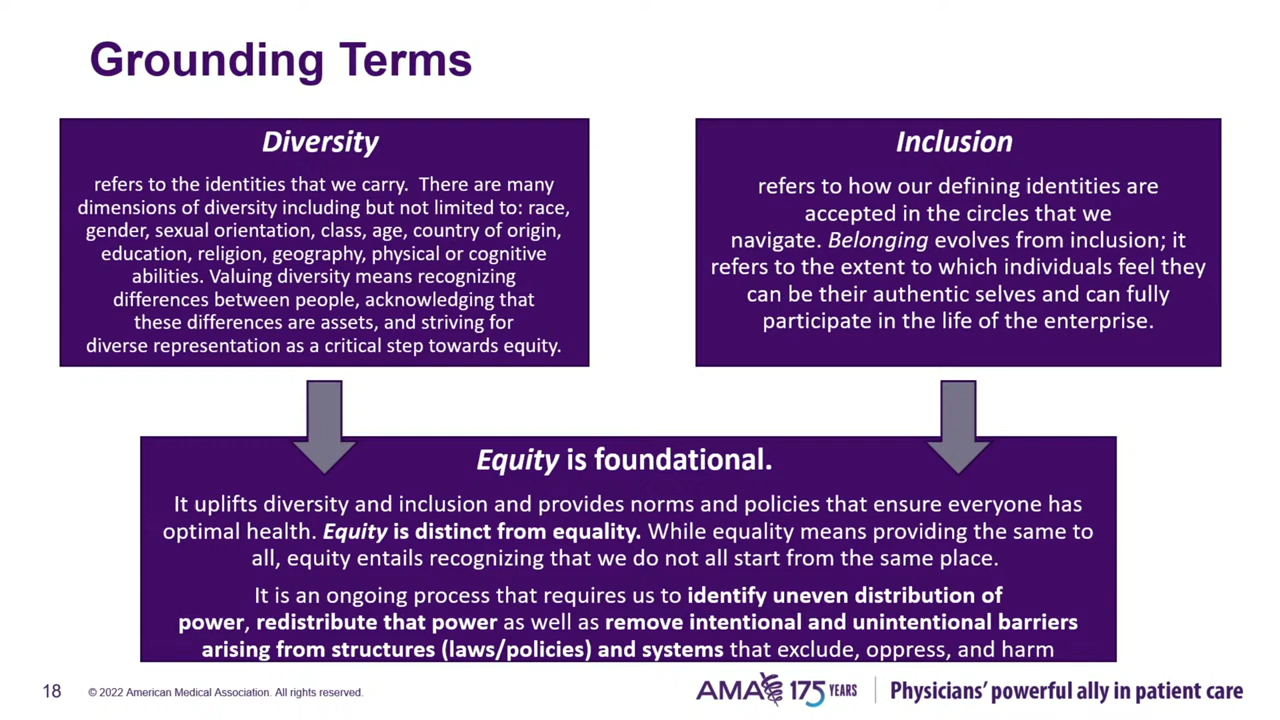 Grounding Terms
Diversity
refers to the identities that we carry.  There are many
dimensions of diversity including but not limited to: race,
gender, sexual orientation, class, age, country of origin,
education, religion, geography, physical or cognitive
abilities. Valuing diversity means recognizing
differences between people, acknowledging that
these differences are assets, and striving for
diverse representation as a critical step towards equity.
Inclusion
refers to how our defining identities are
accepted in the circles that we
navigate. Belonging evolves from inclusion; it
refers to the extent to which individuals feel they
can be their authentic selves and can fully
participate in the life of the enterprise.
Equity is foundational.
It uplifts diversity and inclusion and provides norms and policies that ensure everyone has
optimal health. Equity is distinct from equality. While equality means providing the same to
all, equity entails recognizing that we do not all start from the same place.
It is an ongoing process that requires us to identify uneven distribution of
power, redistribute that power as well as remove intentional and unintentional barriers
arising from structures (laws/policies) and systems that exclude, oppress, and harm
18 © 2022 American Medical Association. All rights reserved.
AMA 175 YEARS Physicians' powerful ally in patient care